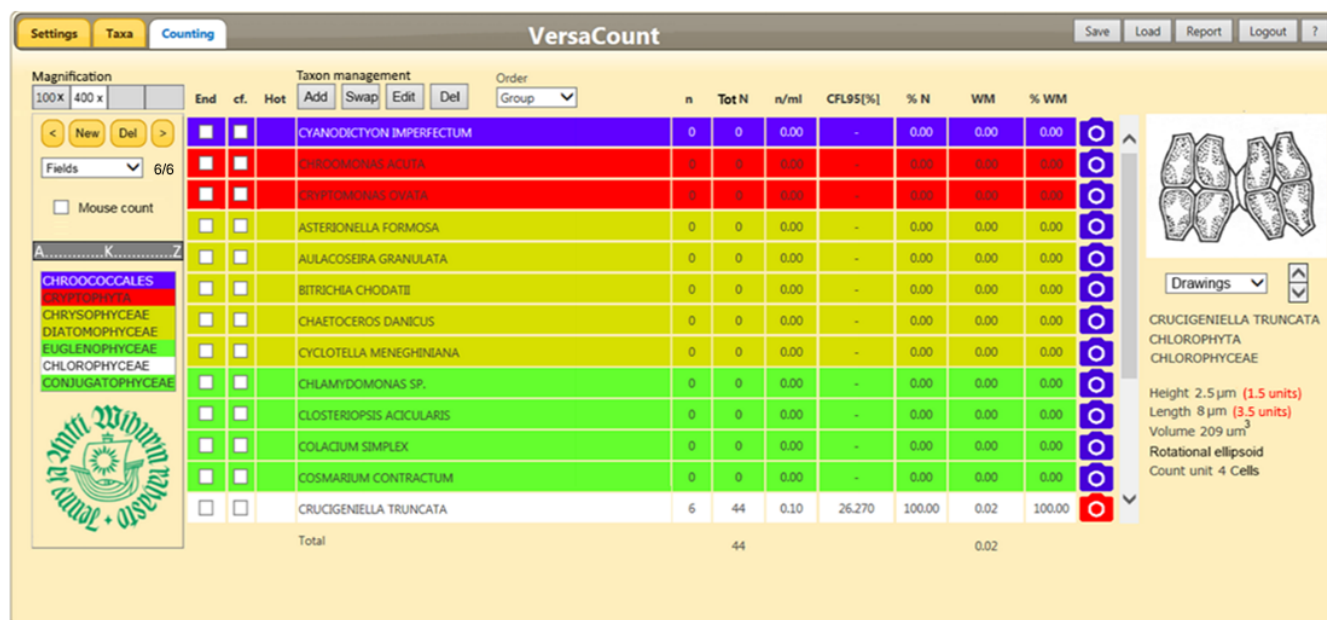 Settings Taxa Counting VersaCount Save Load Report Logout ?
Magnification Taxon management Order
100x 400 x End cf. Hot Add Swap Edit Del Group n Tot N n/ml CFL95[%] % N WM % WM
< New Del >
Fields 6/6
Mouse count
A.............K.............Z
CHROOCOCCALES
CRYPTOPHYTA
CHRYSOPHYCEAE
DIATOMOPHYCEAE
EUGLENOPHYCEAE
CHLOROPHYCEAE
CONJUGATOPHYCEAE
Jenny ja Antti Wihurin rahasto
CYANODICTYON IMPERFECTUM 0 0 0.00 - 0.00 0.00 0.00
CHROOMONAS ACUTA 0 0 0.00 - 0.00 0.00 0.00
CRYPTOMONAS OVATA 0 0 0.00 - 0.00 0.00 0.00
ASTERIONELLA FORMOSA 0 0 0.00 - 0.00 0.00 0.00
AULACOSEIRA GRANULATA 0 0 0.00 - 0.00 0.00 0.00
BITRICHIA CHODATII 0 0 0.00 - 0.00 0.00 0.00
CHAETOCEROS DANICUS 0 0 0.00 - 0.00 0.00 0.00
CYCLOTELLA MENEGHINIANA 0 0 0.00 - 0.00 0.00 0.00
CHLAMYDOMONAS SP. 0 0 0.00 - 0.00 0.00 0.00
CLOSTERIOPSIS ACICULARIS 0 0 0.00 - 0.00 0.00 0.00
COLACIUM SIMPLEX 0 0 0.00 - 0.00 0.00 0.00
COSMARIUM CONTRACTUM 0 0 0.00 - 0.00 0.00 0.00
CRUCIGENIELLA TRUNCATA 6 44 0.10 26.270 100.00 0.02 100.00
Total 44 0.02
Drawings
CRUCIGENIELLA TRUNCATA
CHLOROPHYTA
CHLOROPHYCEAE
Height 2.5 µm (1.5 units)
Length 8 µm (3.5 units)
Volume 209 um³
Rotational ellipsoid
Count unit 4 Cells